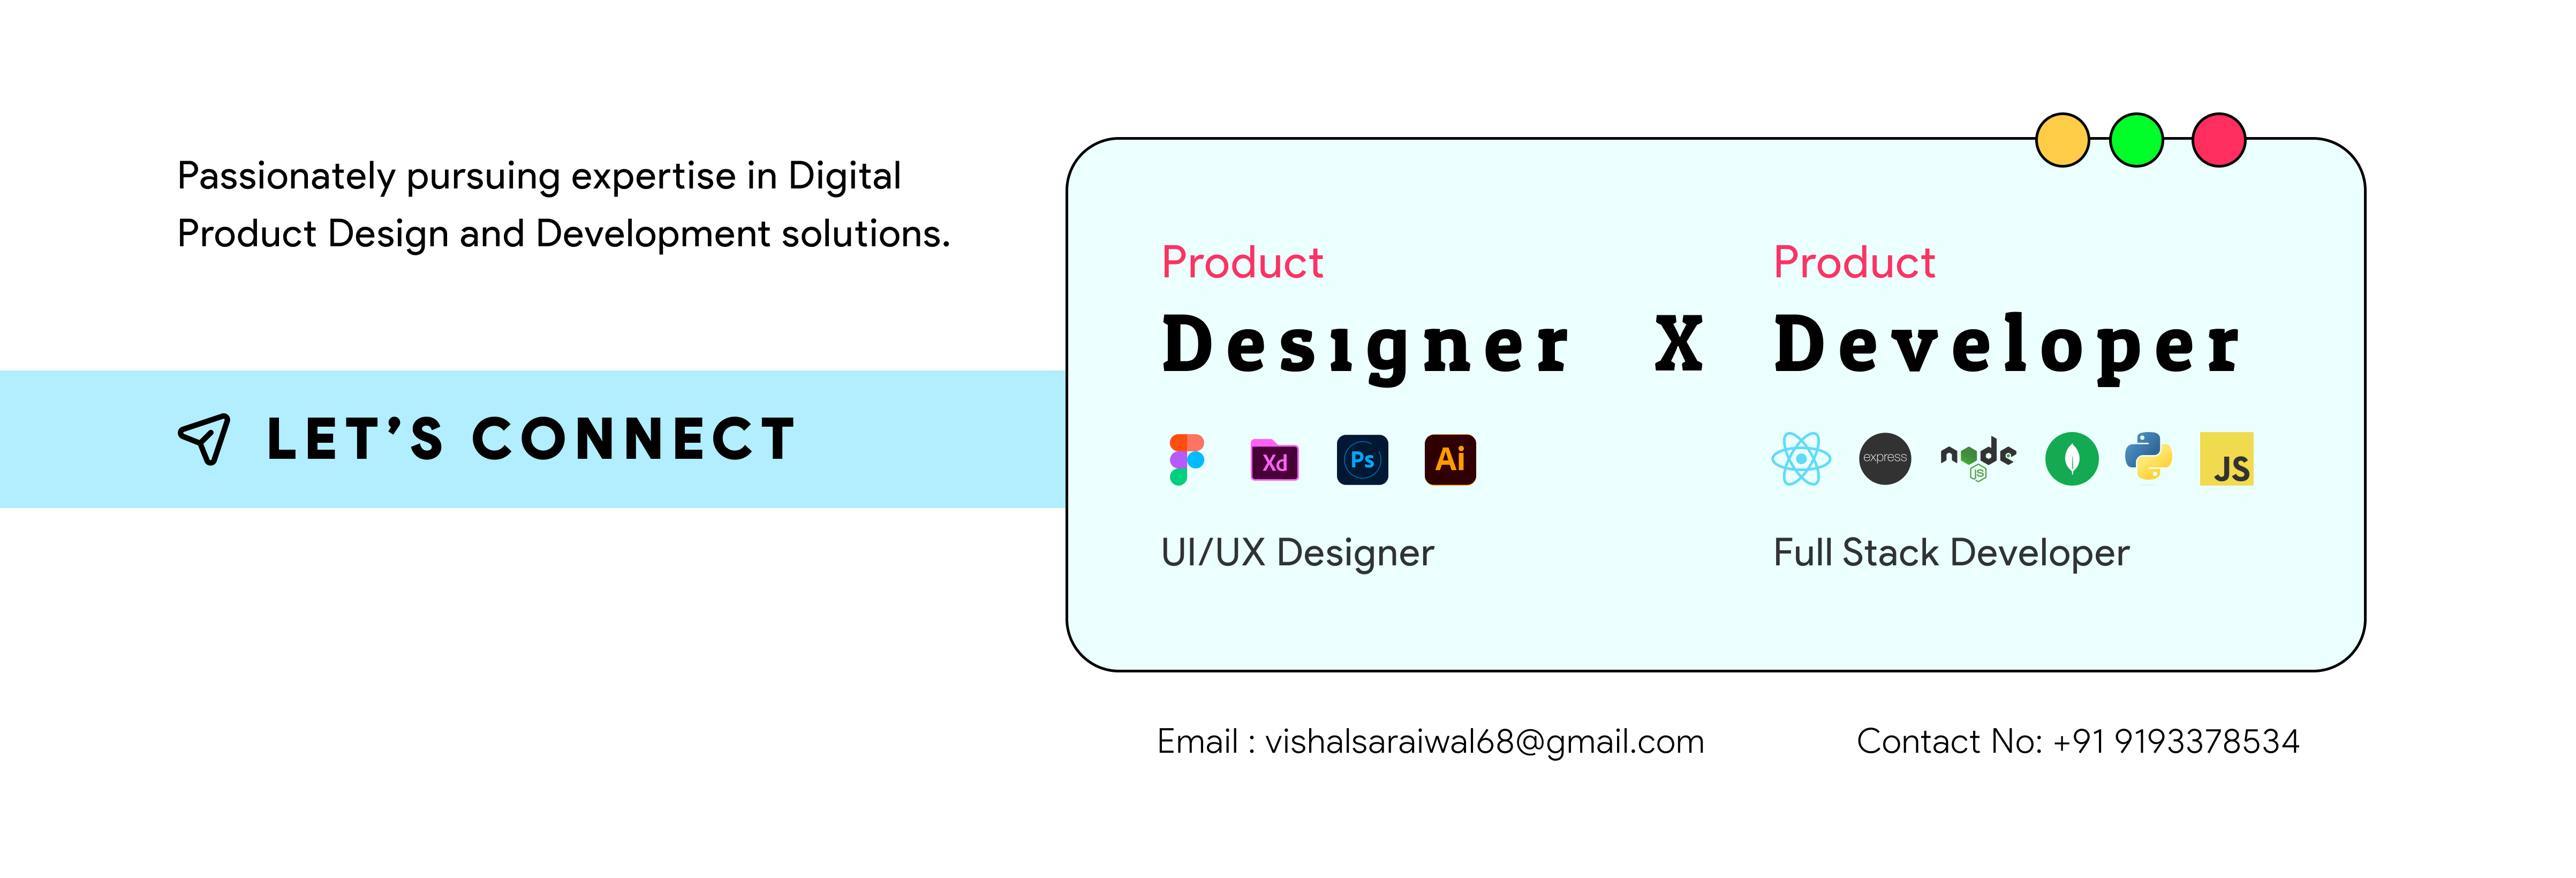 Passionately pursuing expertise in Digital
Product Design and Development solutions.
LET'S CONNECT
Product
Designer
X
Product
Developer
Xd
Ps
Ai
express
node
JS
JS
UI/UX Designer
Full Stack Developer
Email : vishalsaraiwal68@gmail.com
Contact No: +91 9193378534